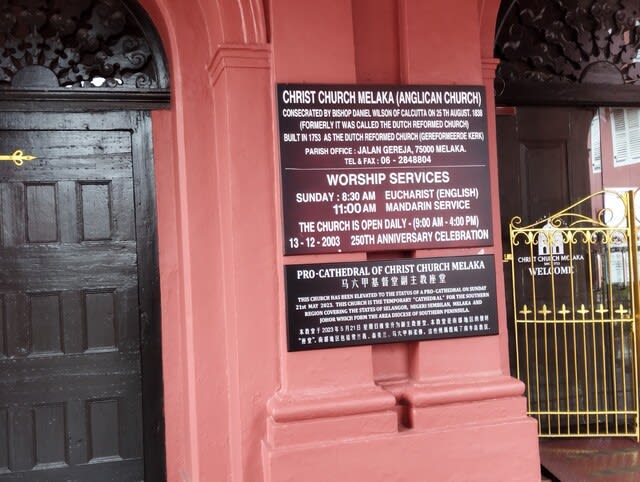 CHRIST CHURCH MELAKA (ANGLICAN CHURCH)
CONSECRATED BY BISHOP DANIEL WILSON OF CALCUTTA ON 25 TH AUGUST. 1838
(FORMERLY IT WAS CALLED THE DUTCH REFORMED CHURCH)
BUILT IN 1753 AS THE DUTCH REFORMED CHURCH (GEREFORMEERDE KERK)
PARISH OFFICE : JALAN GEREJA, 75000 MELAKA.
TEL & FAX : 06 - 2848804
WORSHIP SERVICES
SUNDAY : 8:30 AM EUCHARIST (ENGLISH)
11:00 AM MANDARIN SERVICE
THE CHURCH IS OPEN DAILY - (9:00 AM - 4:00 PM)
13 - 12 - 2003 250TH ANNIVERSARY CELEBRATION
PRO-CATHEDRAL OF CHRIST CHURCH MELAKA
马六甲基督堂副主教座堂
THIS CHURCH HAS BEEN ELEVATED TO THE STATUS OF A PRO-CATHEDRAL ON SUNDAY
21st MAY 2023. THIS CHURCH IS THE TEMPORARY "CATHEDRAL" FOR THE SOUTHERN
REGION COVERING THE STATES OF SELANGOR, NEGERI SEMBILAN, MELAKA AND
JOHOR WHICH FORM THE AREA DIOCESE OF SOUTHERN PENINSULA.
CHRIST CHURCH MELAKA
WELCOME